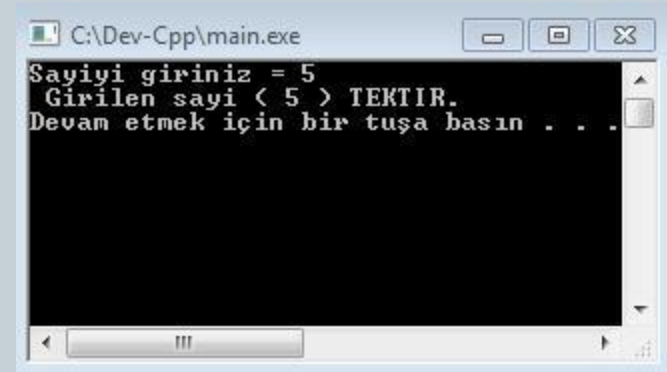 C:\Dev-Cpp\main.exe
Sayiyi giriniz = 5
Girilen sayi ( 5 ) TEKTIR.
Devam etmek için bir tuşa basın . . .